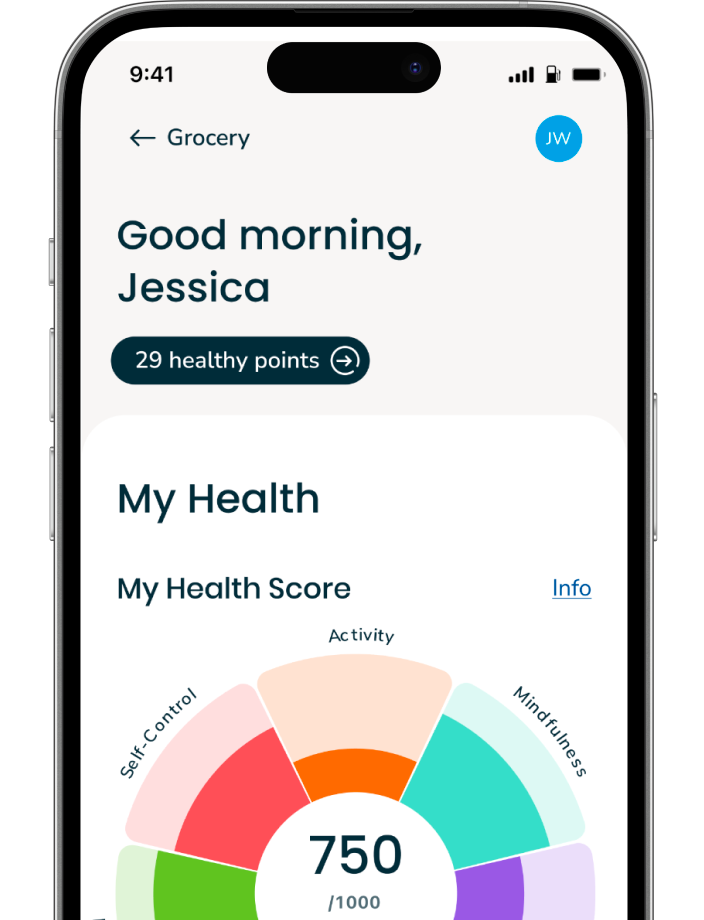 9:41
← Grocery
JW
Good morning,
Jessica
29 healthy points
My Health
My Health Score
Info
Activity
Self-Control
Mindfulness
750
/1000